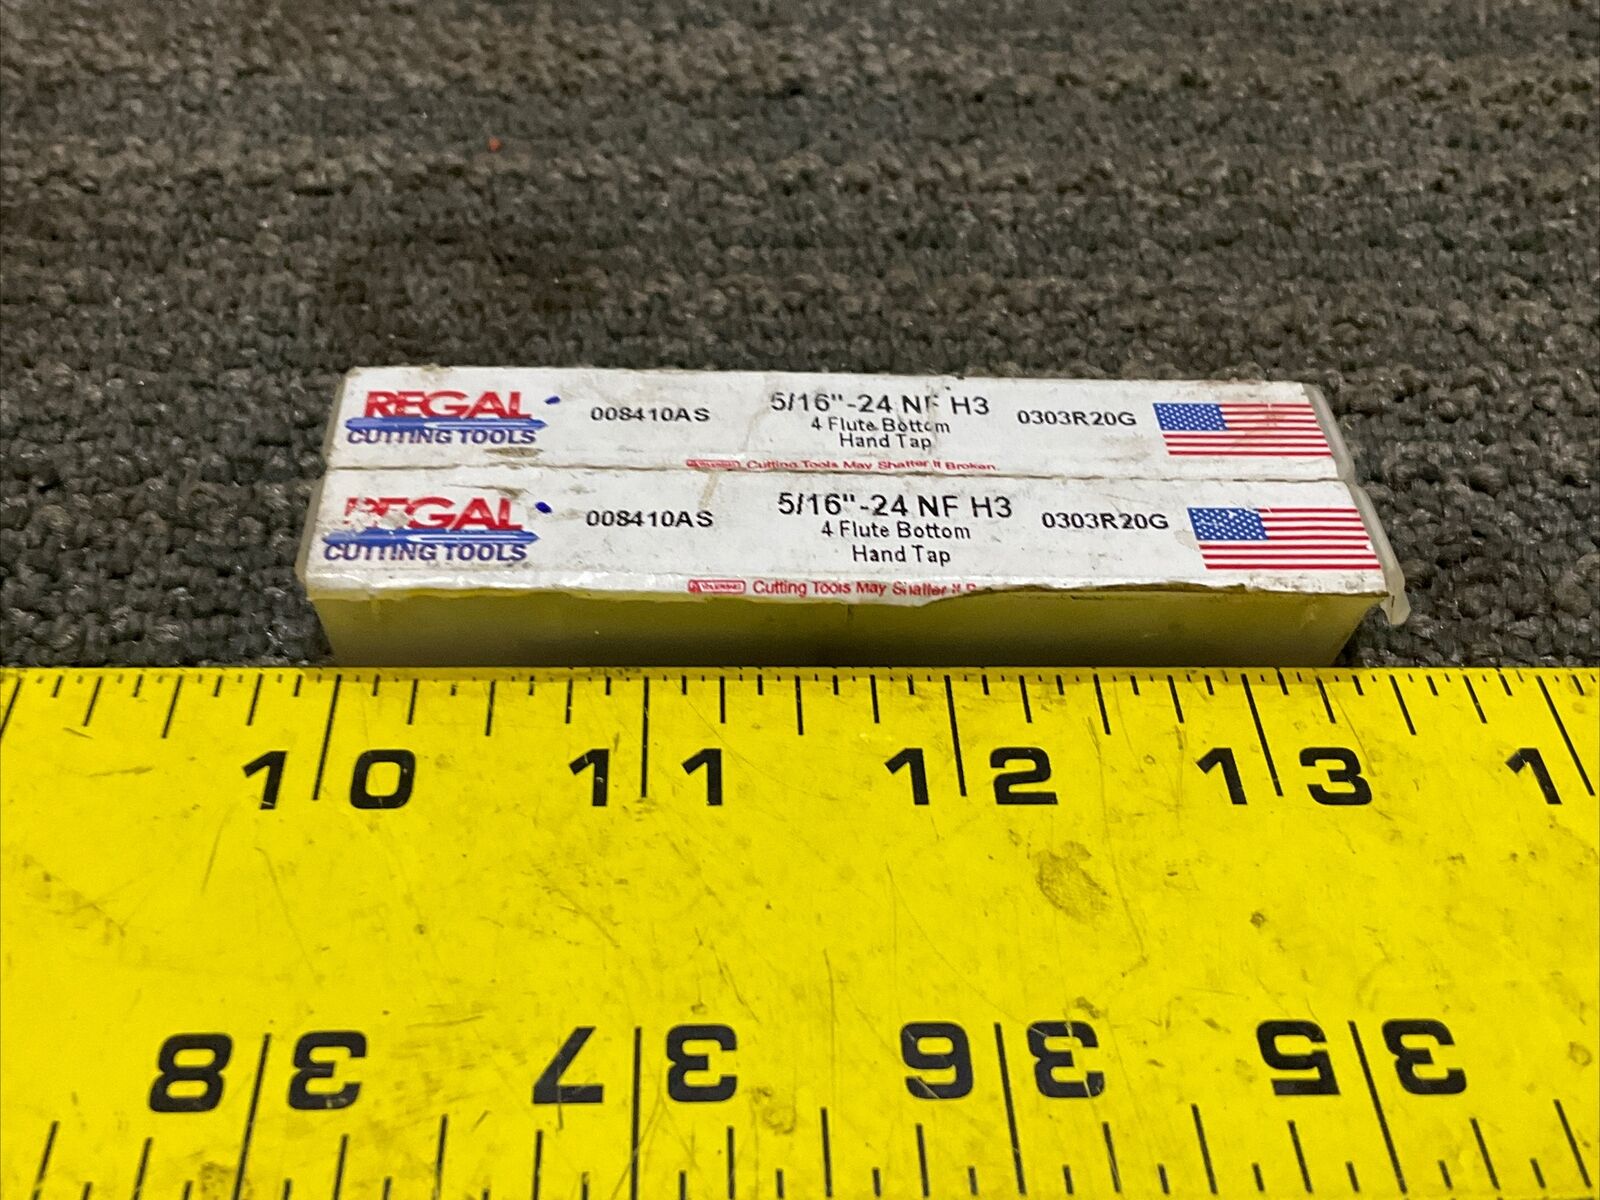 REGAL
CUTTING TOOLS
008410AS
5/16"-24 NF H3
4 Flute Bottom
Hand Tap
0303R20G
Cutting Tools May Shatter If Broken.
REGAL
CUTTING TOOLS
008410AS
5/16"-24 NF H3
4 Flute Bottom
Hand Tap
0303R20G
Cutting Tools May Shatter If
10 11 12 13 1
38 37 36 35